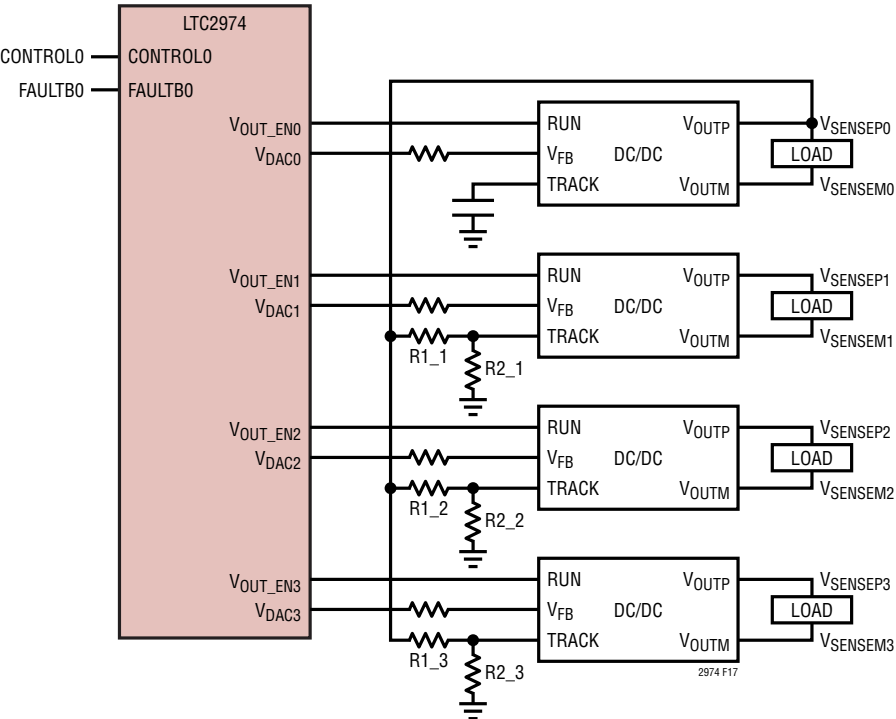 LTC2974
CONTROL0
CONTROL0
FAULTB0
FAULTB0
VOUT_EN0
RUN
VOUTP
VSENSEP0
VDAC0
VFB
DC/DC
LOAD
TRACK
VOUTM
VSENSEM0
VOUT_EN1
RUN
VOUTP
VSENSEP1
VDAC1
VFB
DC/DC
LOAD
TRACK
VOUTM
VSENSEM1
R1_1
R2_1
VOUT_EN2
RUN
VOUTP
VSENSEP2
VDAC2
VFB
DC/DC
LOAD
TRACK
VOUTM
VSENSEM2
R1_2
R2_2
VOUT_EN3
RUN
VOUTP
VSENSEP3
VDAC3
VFB
DC/DC
LOAD
TRACK
VOUTM
VSENSEM3
R1_3
R2_3
2974 F17